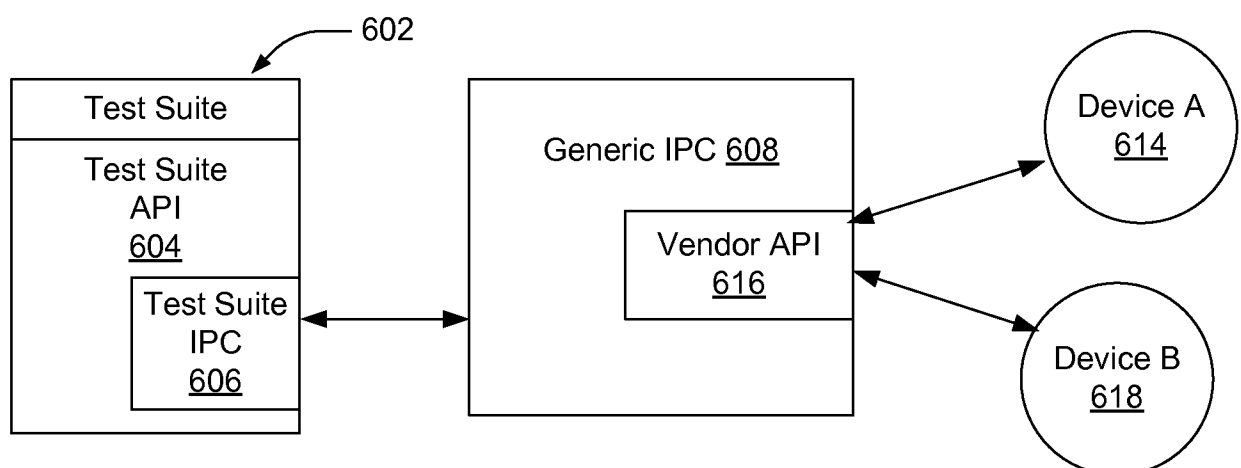 602
Test Suite
Test Suite
API
604
Test Suite
IPC
606
Generic IPC 608
Vendor API
616
Device A
614
Device B
618